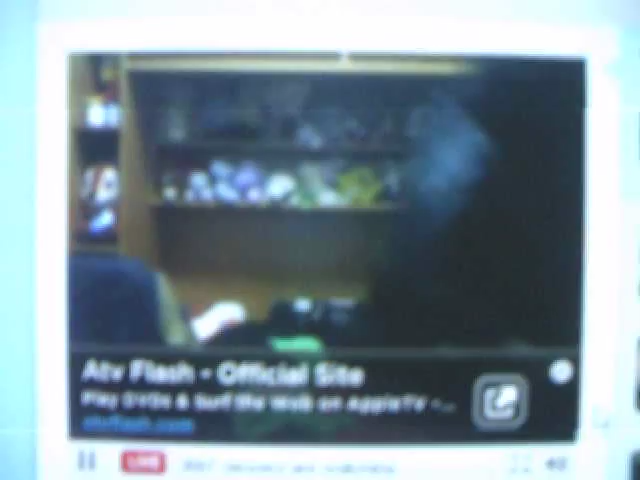 Atv Flash - Official Site
Play DVDs & Surf the Web on AppleTV -...
atvflash.com
LIVE